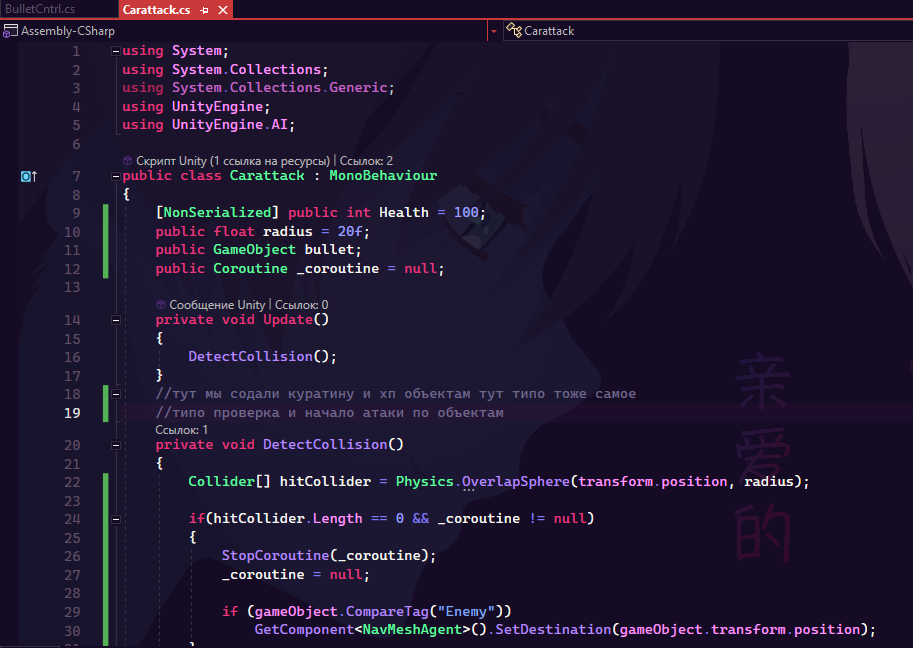 BulletCntrl.cs
Carattack.cs
Assembly-CSharp
Carattack
1 using System;
2 using System.Collections;
3 using System.Collections.Generic;
4 using UnityEngine;
5 using UnityEngine.AI;
6
Скрипт Unity (1 ссылка на ресурсы) | Ссылок: 2
7 public class Carattack : MonoBehaviour
8 {
9 [NonSerialized] public int Health = 100;
10 public float radius = 20f;
11 public GameObject bullet;
12 public Coroutine _coroutine = null;
13
Сообщение Unity | Ссылок: 0
14 private void Update()
15 {
16 DetectCollision();
17 }
18 //тут мы содали куратину и хп объектам тут типо тоже самое
19 //типо проверка и начало атаки по объектам
Ссылок: 1
20 private void DetectCollision()
21 {
22 Collider[] hitCollider = Physics.OverlapSphere(transform.position, radius);
23
24 if(hitCollider.Length == 0 && _coroutine != null)
25 {
26 StopCoroutine(_coroutine);
27 _coroutine = null;
28
29 if (gameObject.CompareTag("Enemy"))
30 GetComponent<NavMeshAgent>().SetDestination(gameObject.transform.position);
亲爱的